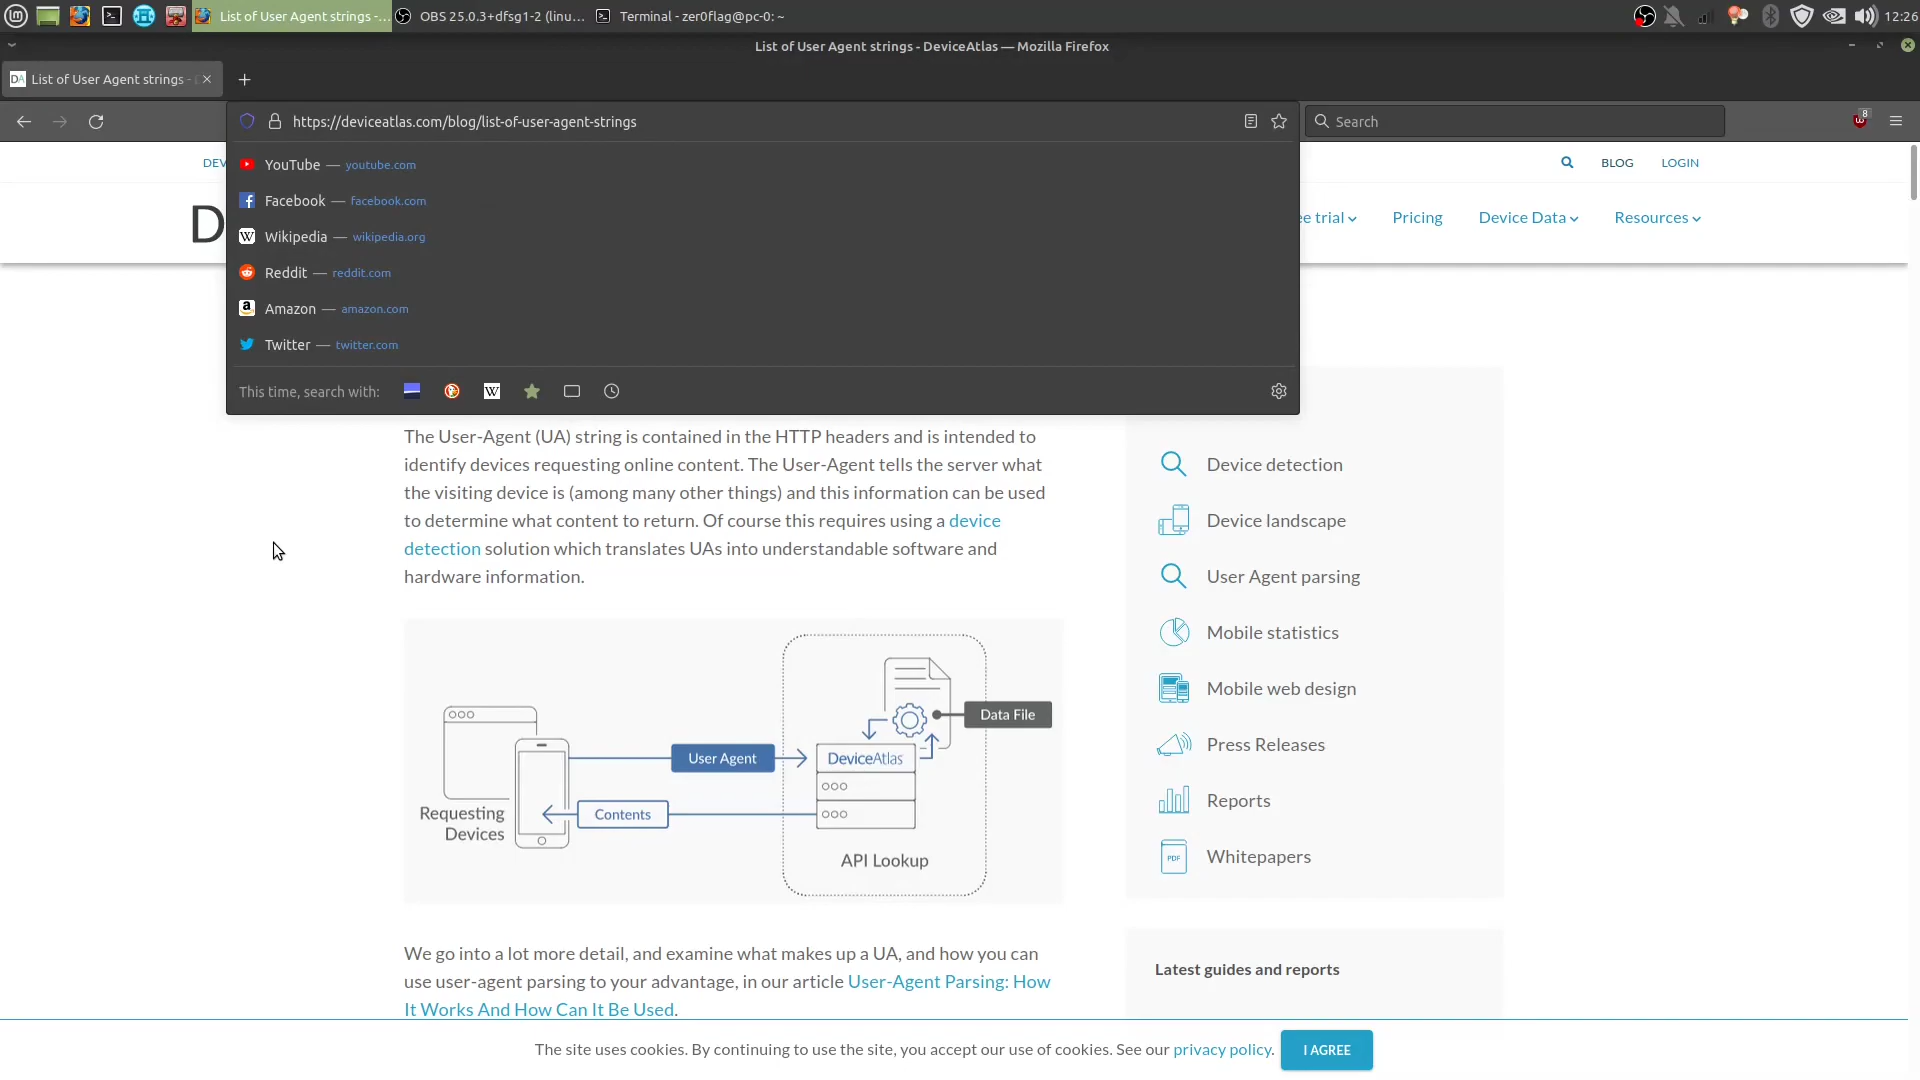 List of User Agent strings -...
OBS 25.0.3+dfsg1-2 (linu...
Terminal - zer0flag@pc-0: ~
12:26
List of User Agent strings - DeviceAtlas — Mozilla Firefox
DA List of User Agent strings -
https://deviceatlas.com/blog/list-of-user-agent-strings
Search
8
DEV
BLOG
LOGIN
D
ee trial
Pricing
Device Data
Resources
YouTube — youtube.com
Facebook — facebook.com
Wikipedia — wikipedia.org
Reddit — reddit.com
Amazon — amazon.com
Twitter — twitter.com
This time, search with:
The User-Agent (UA) string is contained in the HTTP headers and is intended to
identify devices requesting online content. The User-Agent tells the server what
the visiting device is (among many other things) and this information can be used
to determine what content to return. Of course this requires using a device
detection solution which translates UAs into understandable software and
hardware information.
Device detection
Device landscape
User Agent parsing
Mobile statistics
Mobile web design
Press Releases
Reports
PDF
Whitepapers
Data File
User Agent
DeviceAtlas
Requesting
Devices
Contents
API Lookup
We go into a lot more detail, and examine what makes up a UA, and how you can
use user-agent parsing to your advantage, in our article User-Agent Parsing: How
It Works And How Can It Be Used.
Latest guides and reports
The site uses cookies. By continuing to use the site, you accept our use of cookies. See our privacy policy.
I AGREE